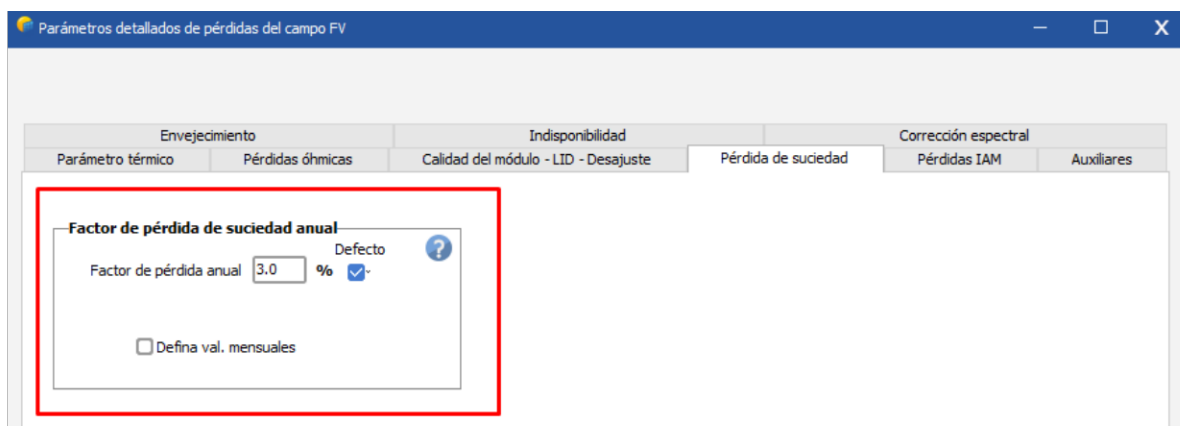 Parámetros detallados de pérdidas del campo FV
Envejecimiento Indisponibilidad Corrección espectral
Parámetro térmico Pérdidas óhmicas Calidad del módulo - LID - Desajuste Pérdida de suciedad Pérdidas IAM Auxiliares
Factor de pérdida de suciedad anual
Defecto
Factor de pérdida anual 3.0 %
Defina val. mensuales